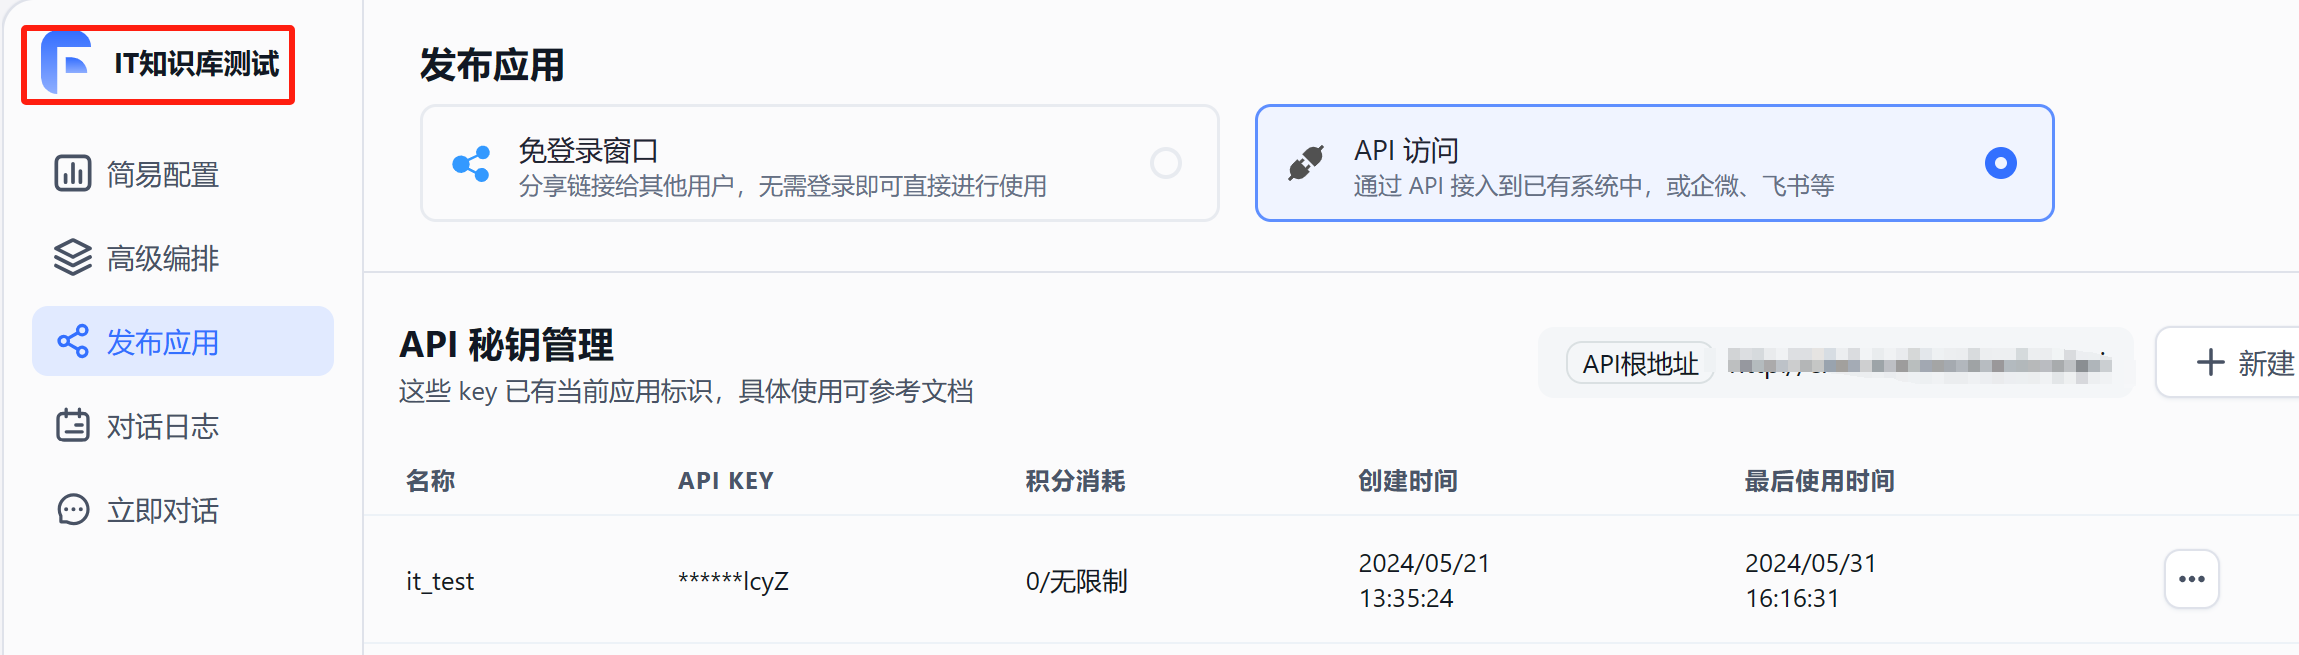 IT知识库测试
简易配置
高级编排
发布应用
对话日志
立即对话
发布应用
免登录窗口
分享链接给其他用户，无需登录即可直接进行使用
API 访问
通过 API 接入到已有系统中，或企微、飞书等
API 秘钥管理
这些 key 已有当前应用标识，具体使用可参考文档
API根地址
新建
名称 API KEY 积分消耗 创建时间 最后使用时间
it_test ******lcyZ 0/无限制 2024/05/21 13:35:24 2024/05/31 16:16:31